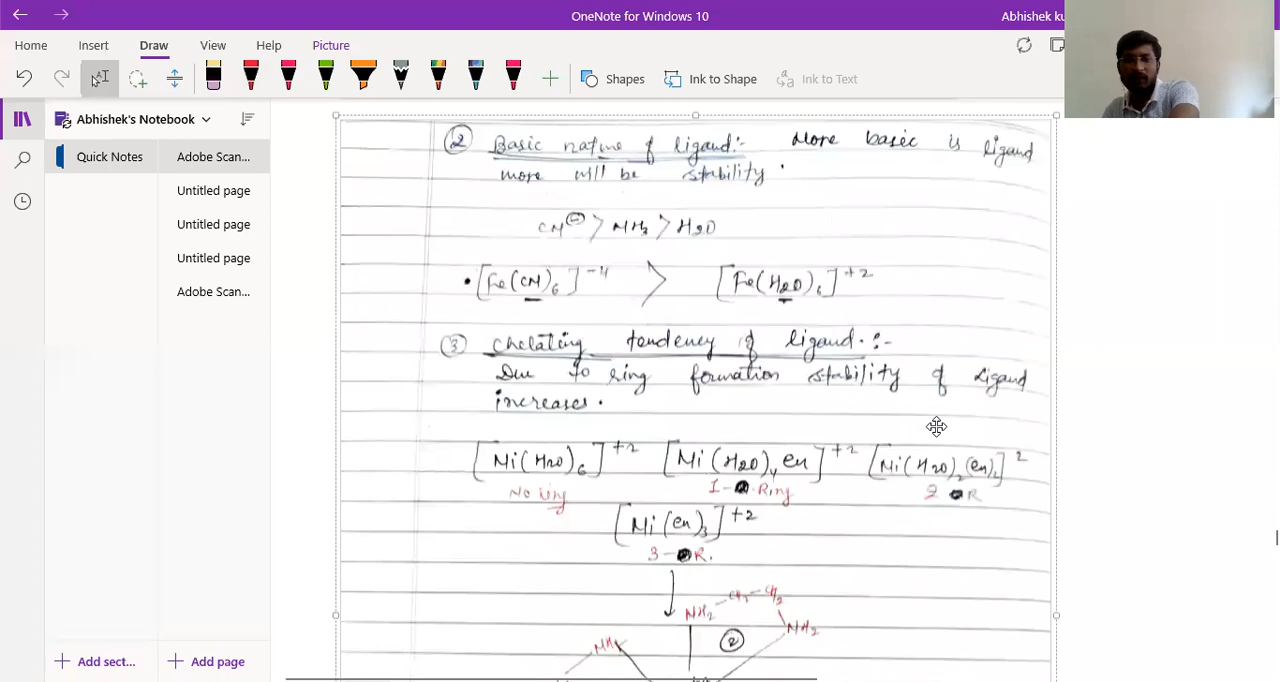 OneNote for Windows 10
Abhishek ku
Home Insert Draw View Help Picture
Shapes Ink to Shape Ink to Text
Abhishek's Notebook
Quick Notes
Adobe Scan...
Untitled page
Untitled page
Untitled page
Adobe Scan...
② Basic nature of ligand:- More basic is ligand
more will be stability.
CN⊖ > NH3 > H2O
• [Fe(CN)6]-4 > [Fe(H2O)6]+2
③ chelating tendency of ligand.:-
Due to ring formation stability of ligand
increases.
[Ni(H2O)6]+2 [Ni(H2O)4 en]+2 [Ni(H2O)2(en)2]2
No ring 1- Ring 2 R
[Ni(en)3]+2
3- R.
NH2 - CH2 - CH2
NH2
②
Add sect... Add page